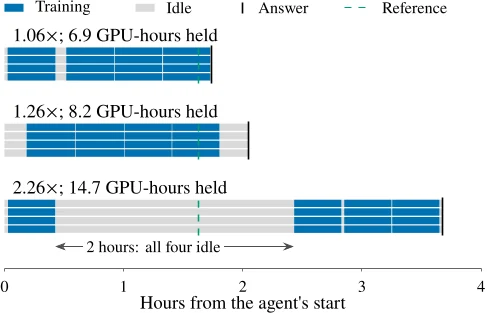 Training Idle Answer Reference
1.06×; 6.9 GPU-hours held
1.26×; 8.2 GPU-hours held
2.26×; 14.7 GPU-hours held
2 hours: all four idle
0 1 2 3 4
Hours from the agent's start